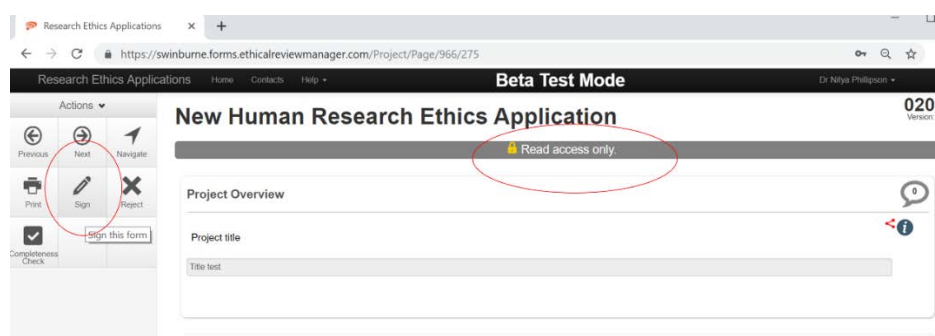 Research Ethics Applications
https://swinburne.forms.ethicalreviewmanager.com/Project/Page/966/275
Research Ethics Applications Home Contacts Help Beta Test Mode Dr Nitya Phillipson
Actions
New Human Research Ethics Application
020
Version:
Previous Next Navigate
Read access only.
Print Sign Reject
Project Overview
0
Sign this form
Project title
Completeness
Check
Title test